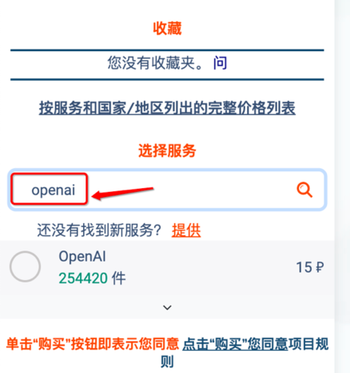 收藏
您没有收藏夹。 问
按服务和国家/地区列出的完整价格列表
选择服务
openai
还没有找到新服务? 提供
OpenAI
254420 件
15 ₽
单击“购买”按钮即表示您同意 点击“购买”您同意项目规
则